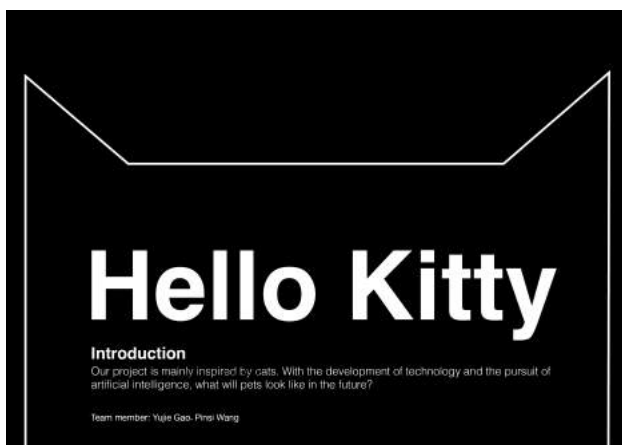 Hello Kitty
Introduction
Our project is mainly inspired by cats. With the development of technology and the pursuit of
artificial intelligence, what will pets look like in the future?
Team member: Yujie Gao. Pinsi Wang